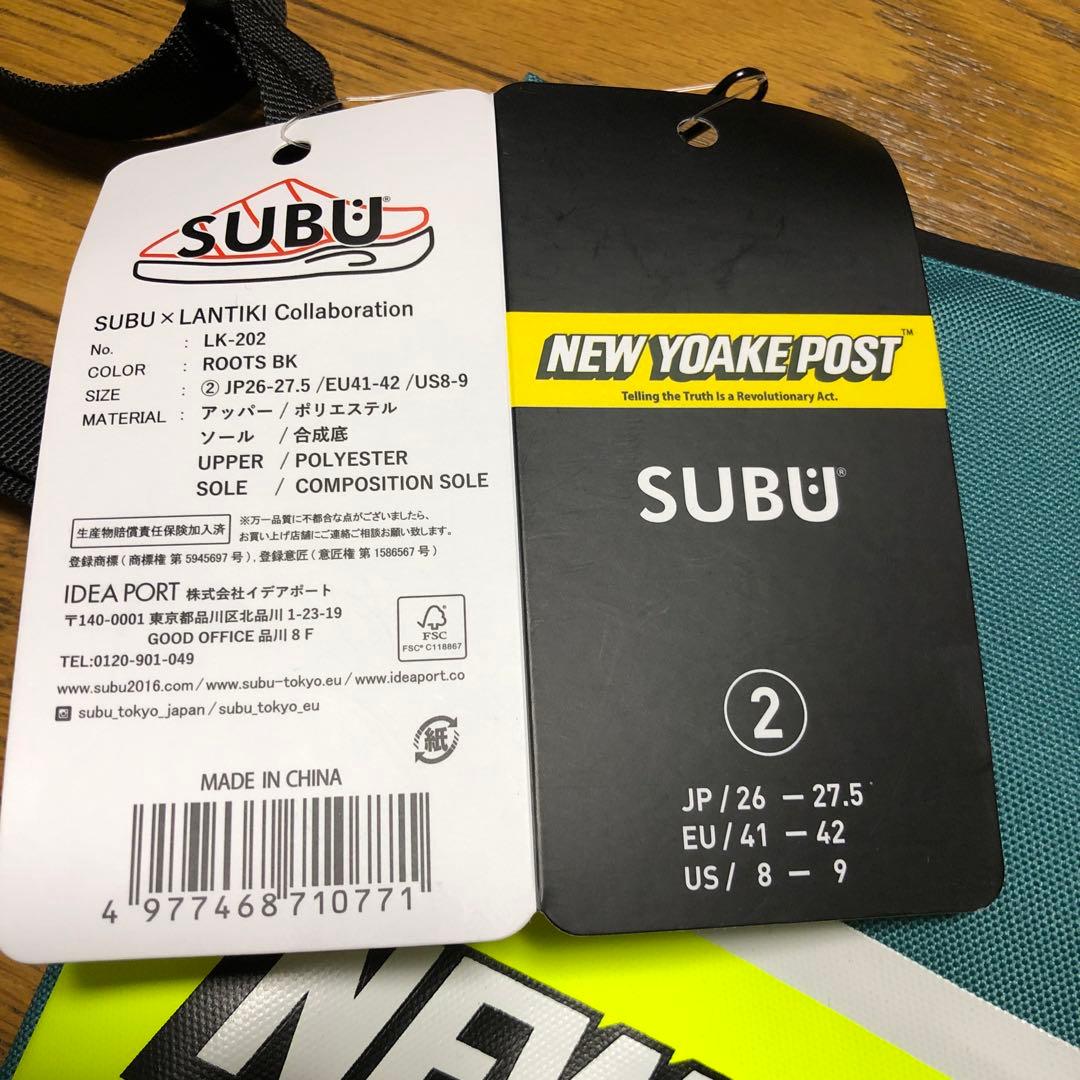 SUBU®
SUBU×LANTIKI Collaboration
No. : LK-202
COLOR : ROOTS BK
SIZE : ② JP26-27.5 /EU41-42 /US8-9
MATERIAL : アッパー / ポリエステル
ソール / 合成底
UPPER / POLYESTER
SOLE / COMPOSITION SOLE
生産物賠償責任保険加入済
※万一品質に不都合な点がございましたら、
お買い上げ店舗にご連絡ご相談お願い致します。
登録商標 ( 商標権 第 5945697 号 ) , 登録意匠 ( 意匠権 第 1586567 号 )
IDEA PORT 株式会社イデアポート
〒140-0001 東京都品川区北品川 1-23-19
GOOD OFFICE 品川 8 F
TEL:0120-901-049
FSC
FSC® C118867
www.subu2016.com / www.subu-tokyo.eu / www.ideaport.co
subu_tokyo_japan / subu_tokyo_eu
紙
MADE IN CHINA
4 977468 710771
NEW YOAKE POST™
Telling the Truth Is a Revolutionary Act.
SUBU®
2
JP / 26 — 27.5
EU / 41 — 42
US / 8 — 9
NEW